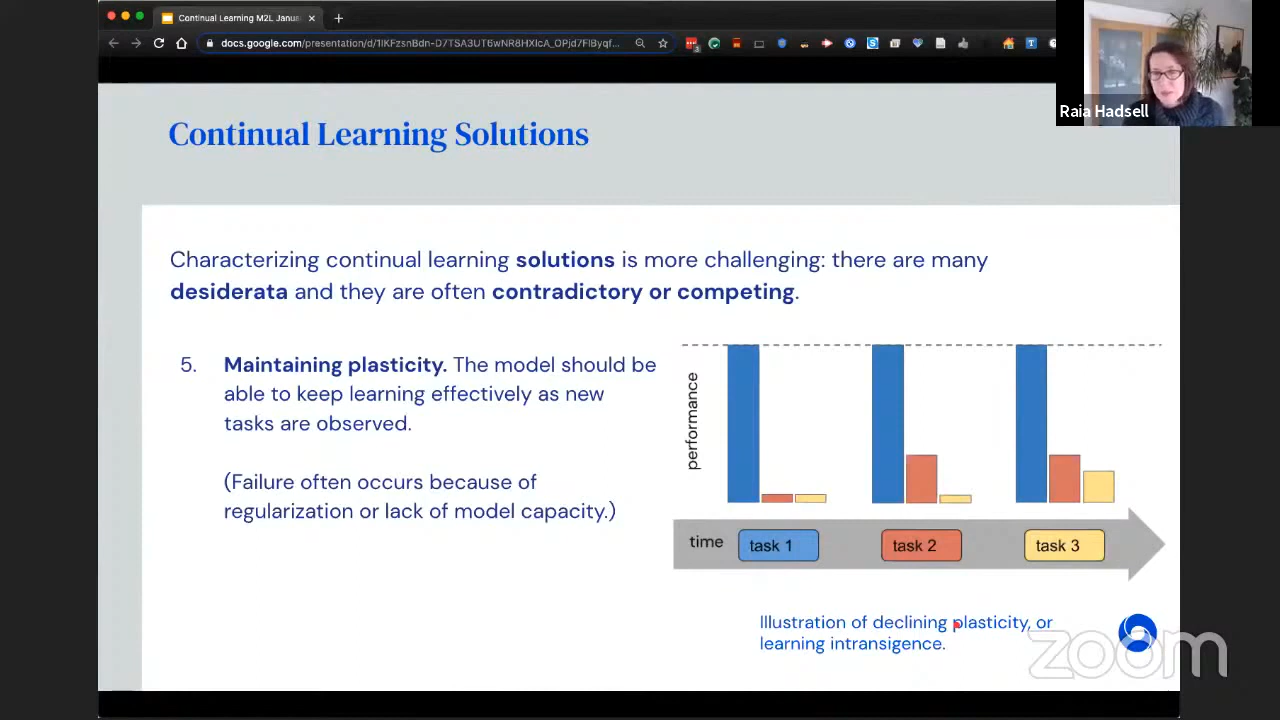 Continual Learning M2L Janua
docs.google.com/presentation/d/1IKFzsnBdn-D7TSA3UT6wNR8HXIcA_OPjd7FIByqf...
Raia Hadsell
Continual Learning Solutions
Characterizing continual learning solutions is more challenging: there are many
desiderata and they are often contradictory or competing.
5. Maintaining plasticity. The model should be
able to keep learning effectively as new
tasks are observed.
(Failure often occurs because of
regularization or lack of model capacity.)
performance
time
task 1
task 2
task 3
Illustration of declining plasticity, or
learning intransigence.
zoom